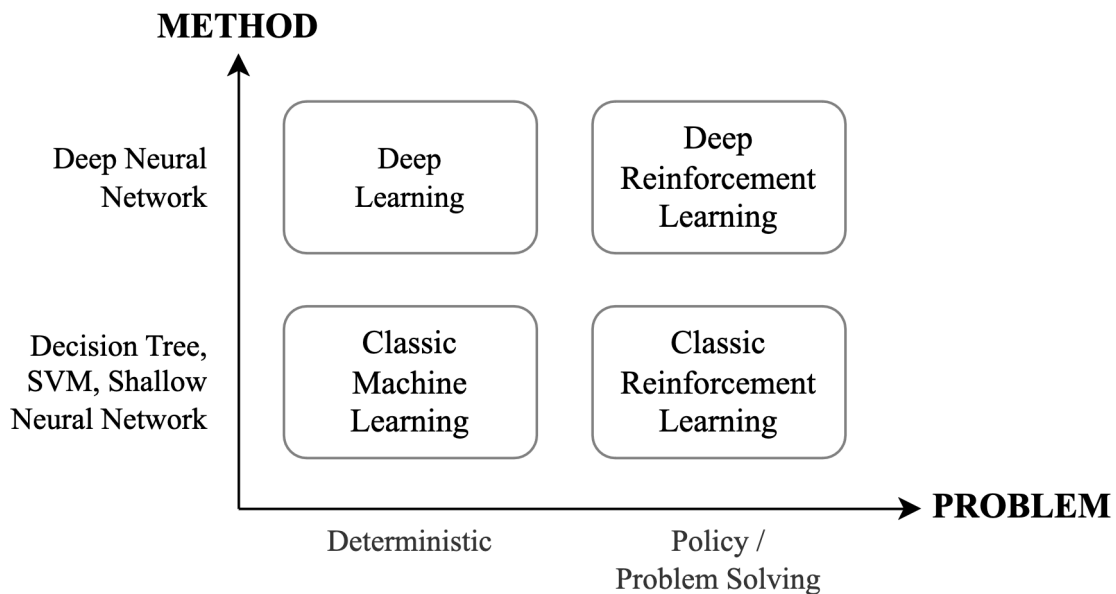 METHOD
Deep Neural
Network
Deep
Learning
Deep
Reinforcement
Learning
Decision Tree,
SVM, Shallow
Neural Network
Classic
Machine
Learning
Classic
Reinforcement
Learning
PROBLEM
Deterministic
Policy /
Problem Solving